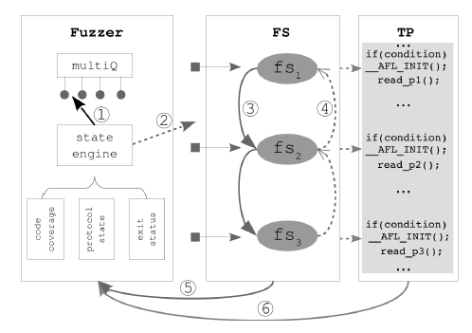 Fuzzer
multiQ
①
state
engine
②
code
coverage
protocol
state
exit
status
FS
fs1
③
④
fs2
fs3
TP
...
if(condition)
__AFL_INIT();
read_p1();
...
if(condition)
__AFL_INIT();
read_p2();
...
if(condition)
__AFL_INIT();
read_p3();
...
⑤
⑥